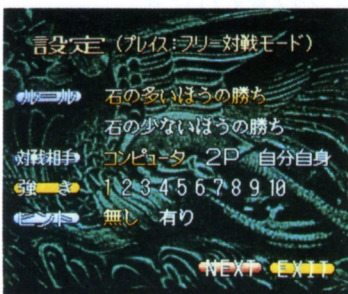 設定 (プレイス:フリー対戦モード)
ルール 石の多いほうの勝ち
石の少ないほうの勝ち
対戦相手 コンピュータ 2P 自分自身
強さ 1 2 3 4 5 6 7 8 9 10
ヒント 無し 有り
NEXT EXIT